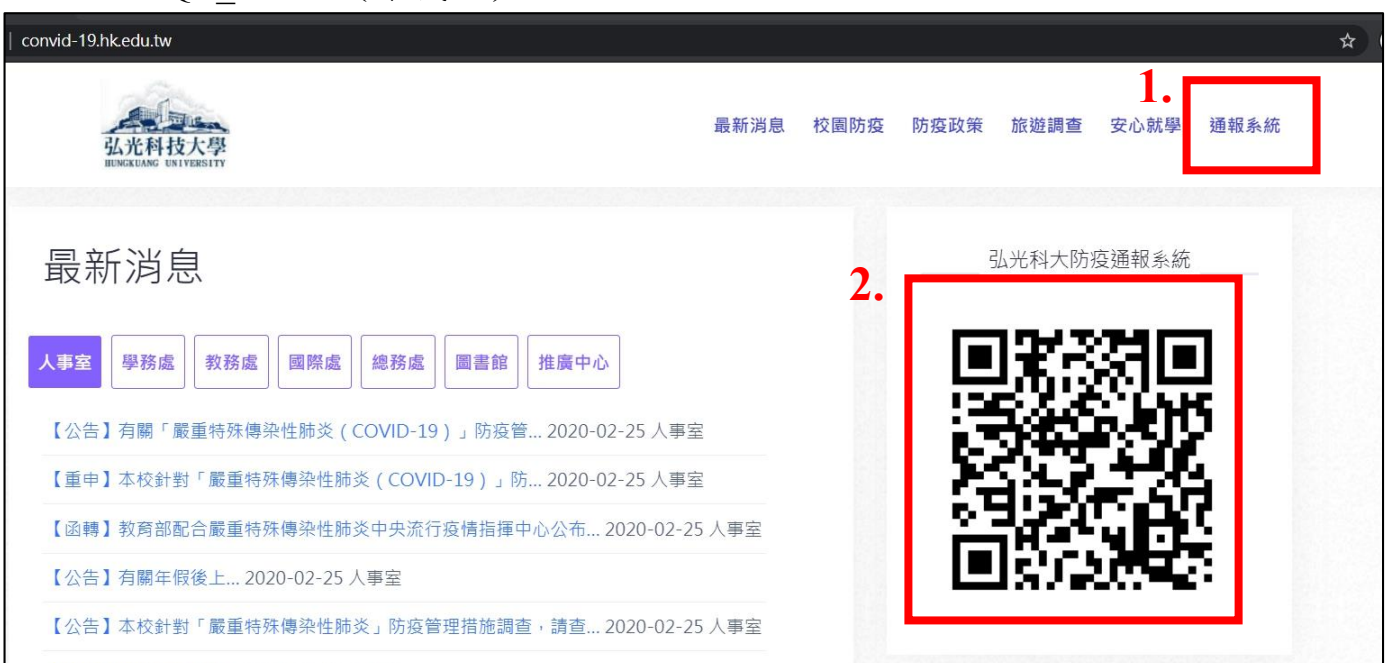 convid-19.hk.edu.tw
1.
弘光科技大學
HUNGKUANG UNIVERSITY
最新消息 校園防疫 防疫政策 旅遊調查 安心就學 通報系統
最新消息
弘光科大防疫通報系統
2.
人事室 學務處 教務處 國際處 總務處 圖書館 推廣中心
【公告】有關「嚴重特殊傳染性肺炎 ( COVID-19 ) 」防疫管... 2020-02-25 人事室
【重申】本校針對「嚴重特殊傳染性肺炎 ( COVID-19 ) 」防... 2020-02-25 人事室
【函轉】教育部配合嚴重特殊傳染性肺炎中央流行疫情指揮中心公布... 2020-02-25 人事室
【公告】有關年假後上... 2020-02-25 人事室
【公告】本校針對「嚴重特殊傳染性肺炎」防疫管理措施調查，請查... 2020-02-25 人事室